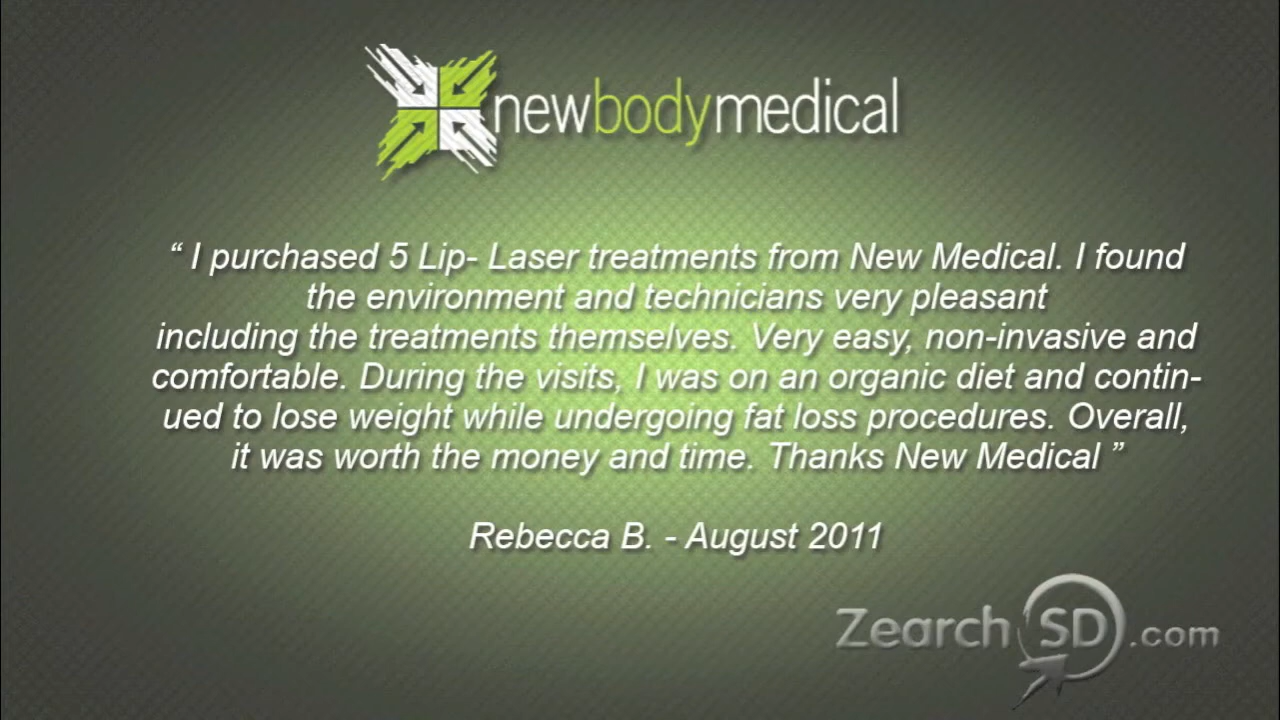 newbodymedical
“ I purchased 5 Lip- Laser treatments from New Medical. I found
the environment and technicians very pleasant
including the treatments themselves. Very easy, non-invasive and
comfortable. During the visits, I was on an organic diet and contin-
ued to lose weight while undergoing fat loss procedures. Overall,
it was worth the money and time. Thanks New Medical ”
Rebecca B. - August 2011
Zearch SD .com